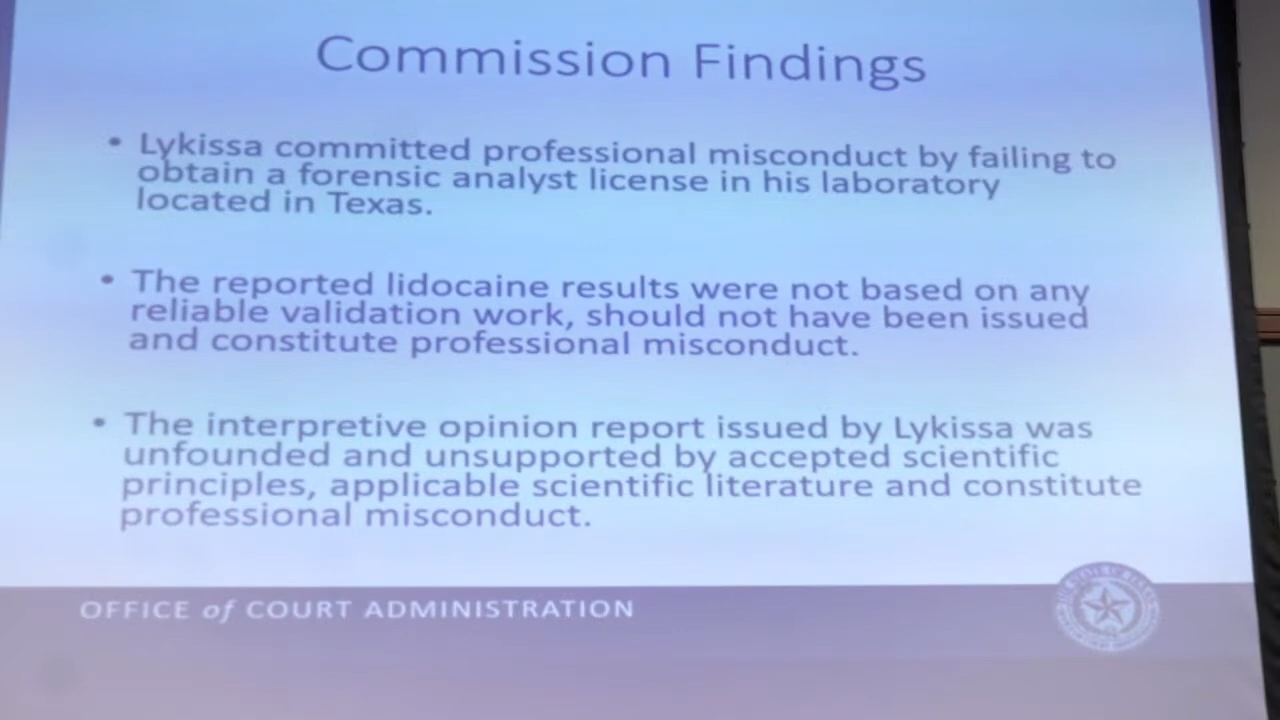 Commission Findings
• Lykissa committed professional misconduct by failing to
obtain a forensic analyst license in his laboratory
located in Texas.
• The reported lidocaine results were not based on any
reliable validation work, should not have been issued
and constitute professional misconduct.
• The interpretive opinion report issued by Lykissa was
unfounded and unsupported by accepted scientific
principles, applicable scientific literature and constitute
professional misconduct.
OFFICE of COURT ADMINISTRATION